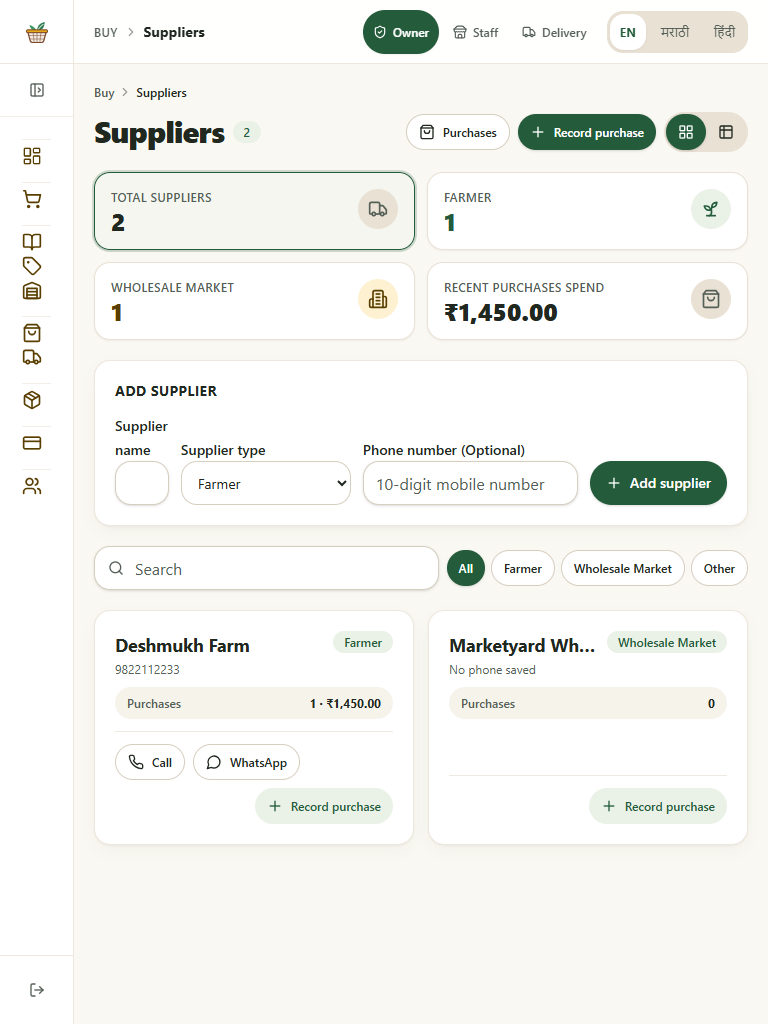 BUY > Suppliers
Owner
Staff
Delivery
EN
मराठी
हिंदी
Buy > Suppliers
Suppliers 2
Purchases
+ Record purchase
TOTAL SUPPLIERS
2
FARMER
1
WHOLESALE MARKET
1
RECENT PURCHASES SPEND
₹1,450.00
ADD SUPPLIER
Supplier
name
Supplier type
Phone number (Optional)
Farmer
10-digit mobile number
+ Add supplier
Search
All
Farmer
Wholesale Market
Other
Deshmukh Farm
Farmer
9822112233
Purchases
1 · ₹1,450.00
Call
WhatsApp
+ Record purchase
Marketyard Wh...
Wholesale Market
No phone saved
Purchases
0
+ Record purchase